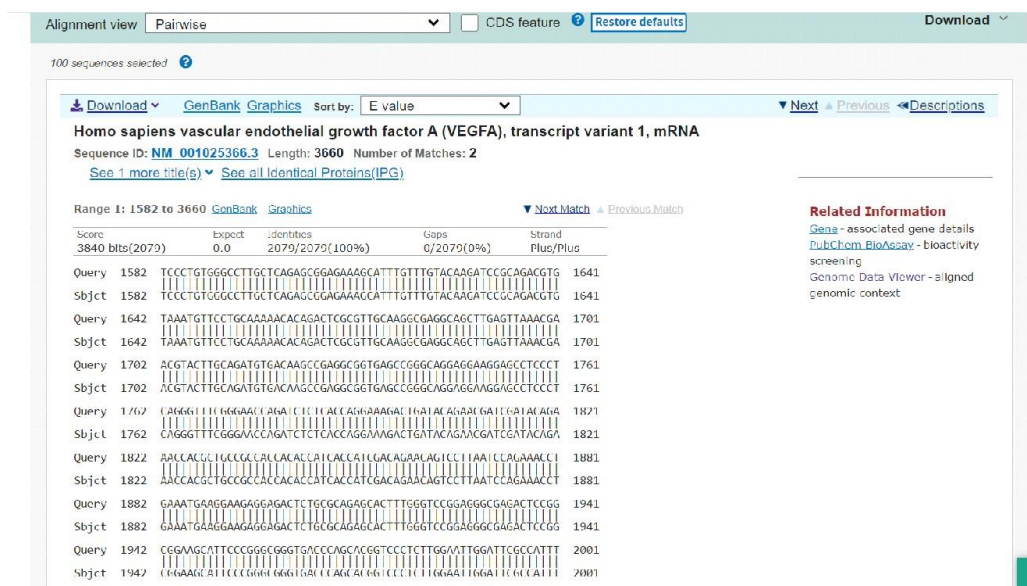 Alignment view Pairwise CDS feature ? Restore defaults Download
100 sequences selected ?
Download GenBank Graphics Sort by: E value Next Previous Descriptions
Homo sapiens vascular endothelial growth factor A (VEGFA), transcript variant 1, mRNA
Sequence ID: NM_001025366.3 Length: 3660 Number of Matches: 2
See 1 more title(s) See all Identical Proteins(IPG)
Range 1: 1582 to 3660 GenBank Graphics Next Match Previous Match
Score Expect Identities Gaps Strand
3840 bits(2079) 0.0 2079/2079(100%) 0/2079(0%) Plus/Plus
Query 1582 TCCCTGTGGGCCTTGCTCAGAGCGGAGAAAGCATTTGTTTGTACAAGATCCGCAGACGTG 1641
Sbjct 1582 TCCCTGTGGGCCTTGCTCAGAGCGGAGAAAGCATTTGTTTGTACAAGATCCGCAGACGTG 1641
Query 1642 TAAATGTTCCTGCAAAAACACAGACTCGCGTTGCAAGGCGAGGCAGCTTGAGTTAAACGA 1701
Sbjct 1642 TAAATGTTCCTGCAAAAACACAGACTCGCGTTGCAAGGCGAGGCAGCTTGAGTTAAACGA 1701
Query 1702 ACGTACTTGCAGATGTGACAAGCCGAGGCGGTGAGCCGGGCAGGAGGAAGGAGCCTCCCT 1761
Sbjct 1702 ACGTACTTGCAGATGTGACAAGCCGAGGCGGTGAGCCGGGCAGGAGGAAGGAGCCTCCCT 1761
Query 1762 CAGGGTTTCGGGAACCAGATCTCTCACCAGGAAAGACTGATACAGAACGATCGATACAGA 1821
Sbjct 1762 CAGGGTTTCGGGAACCAGATCTCTCACCAGGAAAGACTGATACAGAACGATCGATACAGA 1821
Query 1822 AACCACGCTGCCGCCACCACACCATCACCATCGACAGAACAGTCCTTAATCCAGAAACCT 1881
Sbjct 1822 AACCACGCTGCCGCCACCACACCATCACCATCGACAGAACAGTCCTTAATCCAGAAACCT 1881
Query 1882 GAAATGAAGGAAGAGGAGACTCTGCGCAGAGCACTTTGGGTCCGGAGGGCGAGACTCCGG 1941
Sbjct 1882 GAAATGAAGGAAGAGGAGACTCTGCGCAGAGCACTTTGGGTCCGGAGGGCGAGACTCCGG 1941
Query 1942 CGGAAGCATTCCCGGGCGGGTGACCCAGCACGGTCCCTCTTGGAATTGGATTCGCCATTT 2001
Sbjct 1942 CGGAAGCATTCCCGGGCGGGTGACCCAGCACGGTCCCTCTTGGAATTGGATTCGCCATTT 2001
Related Information
Gene - associated gene details
PubChem BioAssay - bioactivity
screening
Genome Data Viewer - aligned
genomic context